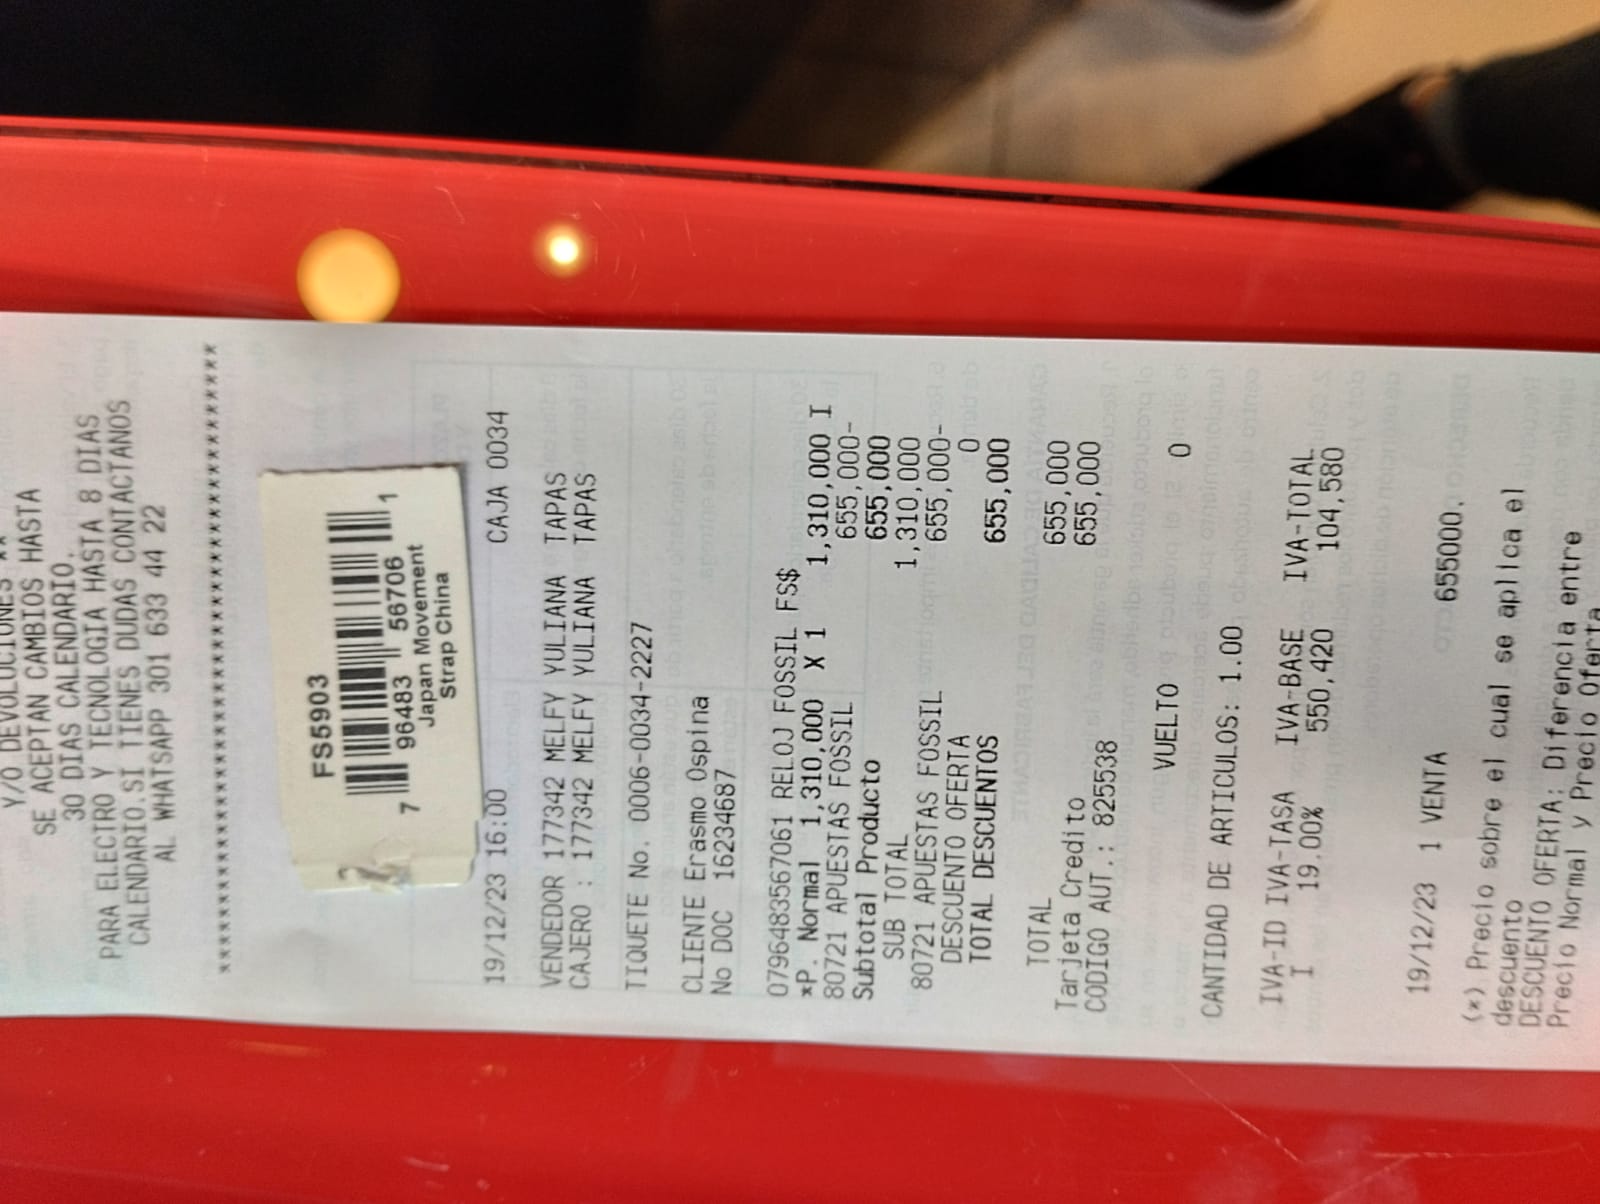 Y/O DEVOLUCIONES **
SE ACEPTAN CAMBIOS HASTA
30 DIAS CALENDARIO.
PARA ELECTRO Y TECNOLOGIA HASTA 8 DIAS
CALENDARIO.SI TIENES DUDAS CONTACTANOS
AL WHATSAPP 301 633 44 22
****************************************
FS5903
7 96483 56706 1
Japan Movement
Strap China
19/12/23 16:00 CAJA 0034
VENDEDOR 177342 MELFY YULIANA TAPAS
CAJERO : 177342 MELFY YULIANA TAPAS
TIQUETE No. 0006-0034-2227
CLIENTE Erasmo Ospina
No DOC 16234687
0796483567061 RELOJ FOSSIL FS$
*P. Normal 1,310,000 X 1 1,310,000 I
80721 APUESTAS FOSSIL 655,000-
Subtotal Producto 655,000
SUB TOTAL 1,310,000
80721 APUESTAS FOSSIL 655,000-
DESCUENTO OFERTA 0
TOTAL DESCUENTOS 655,000
TOTAL 655,000
Tarjeta Credito 655,000
CODIGO AUT.: 825538
VUELTO 0
CANTIDAD DE ARTICULOS: 1.00
IVA-ID IVA-TASA IVA-BASE IVA-TOTAL
I 19.00% 550,420 104,580
19/12/23 1 VENTA 655000.
(*) Precio sobre el cual se aplica el
descuento
DESCUENTO OFERTA: Diferencia entre
Precio Normal y Precio Oferta